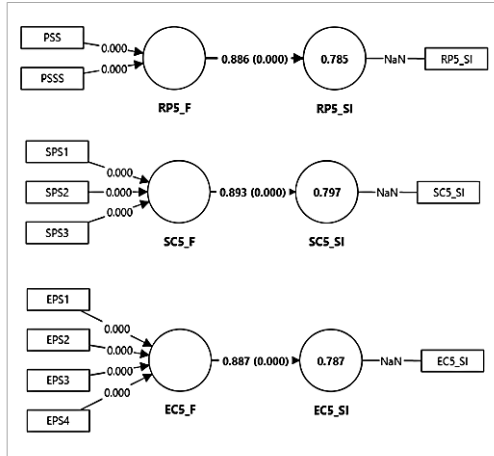 PSS
0.000
PSSS
0.000
0.886 (0.000)
0.785
NaN
RP5_SI
RP5_F
RP5_SI
SPS1
0.000
SPS2
0.000
SPS3
0.000
0.893 (0.000)
0.797
NaN
SC5_SI
SC5_F
SC5_SI
EPS1
0.000
EPS2
0.000
EPS3
0.000
EPS4
0.000
0.887 (0.000)
0.787
NaN
EC5_SI
EC5_F
EC5_SI